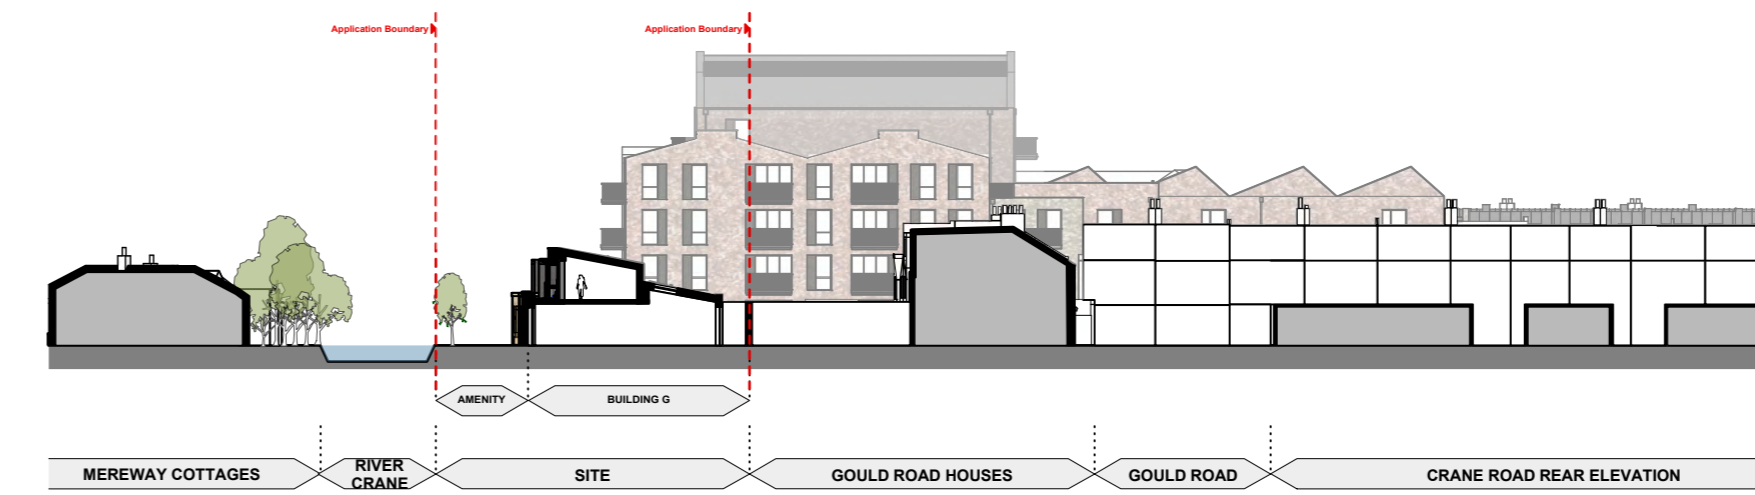 Application Boundary
Application Boundary
AMENITY
BUILDING G
MEREWAY COTTAGES
RIVER
CRANE
SITE
GOULD ROAD HOUSES
GOULD ROAD
CRANE ROAD REAR ELEVATION